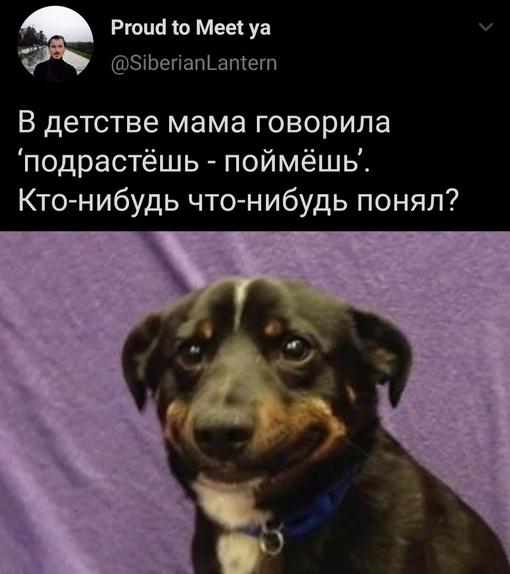 Proud to Meet ya
@SiberianLantern
В детстве мама говорила
‘подрастёшь - поймёшь’.
Кто-нибудь что-нибудь понял?